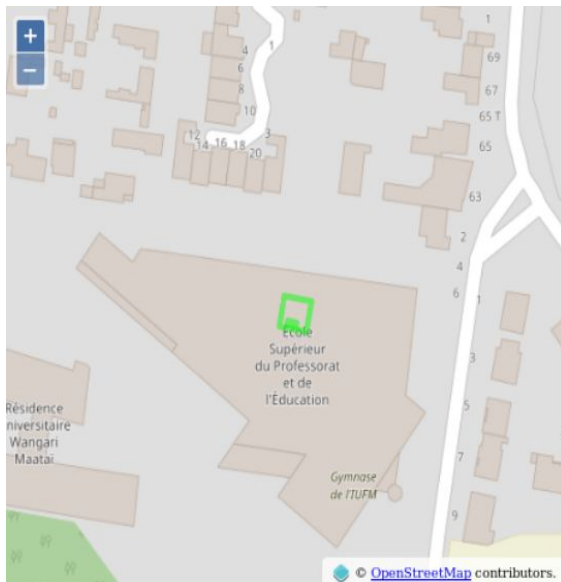 +
−
1
4
6
8
10
12
14
16
18
20
3
1
69
67
65 T
65
63
2
4
6
1
3
5
7
9
École
Supérieur
du Professorat
et de
l'Éducation
Résidence
niversitaire
Wangari
Maatai
Gymnase
de l'IUFM
© OpenStreetMap contributors.